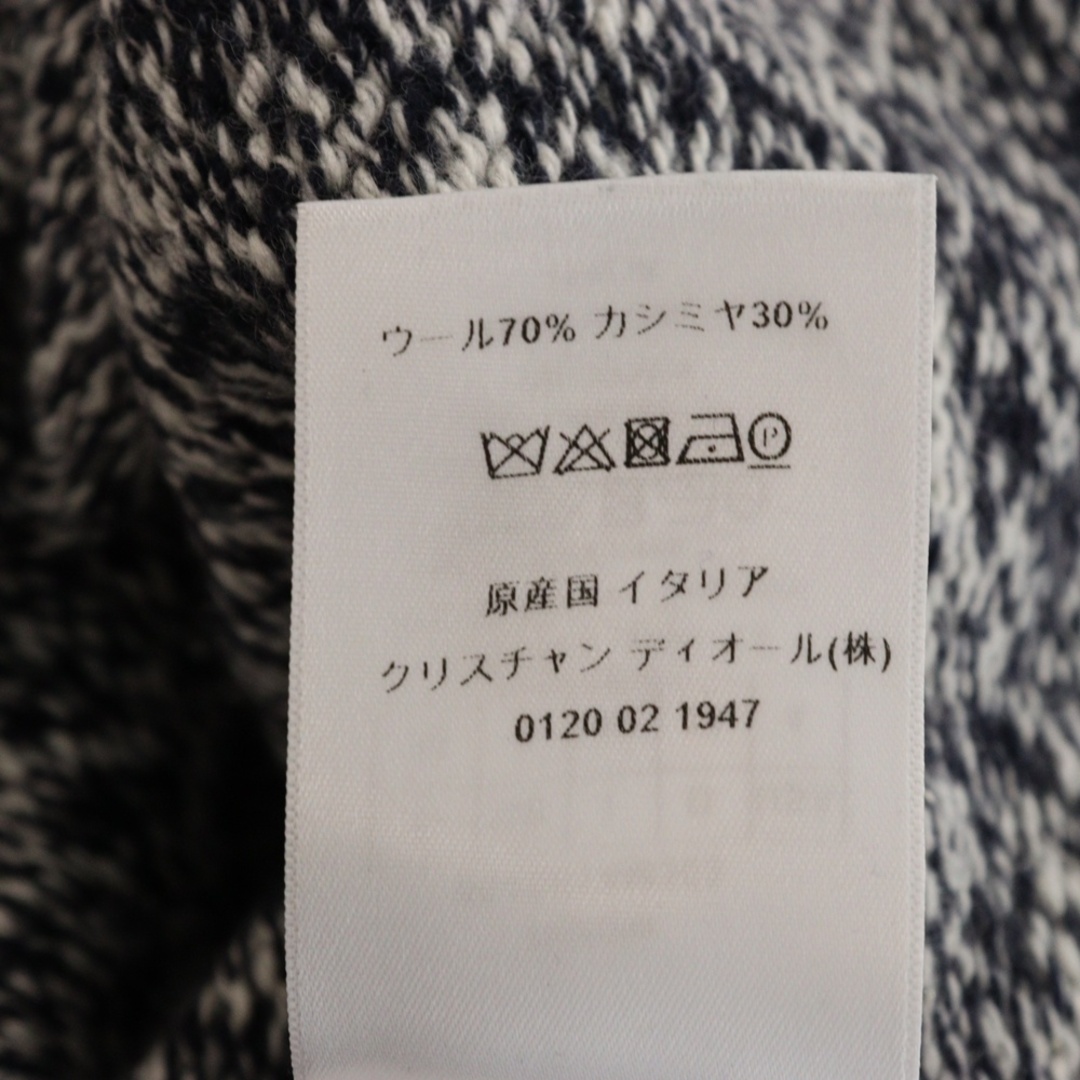 ウール70% カシミヤ30%
P
原産国 イタリア
クリスチャン ディオール(株)
0120 02 1947